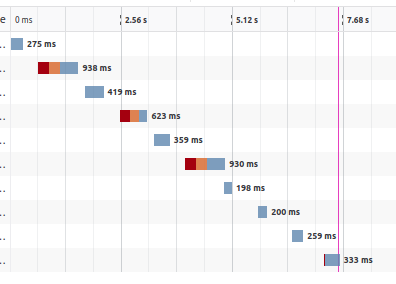 e 0 ms 2.56 s 5.12 s 7.68 s
.. 275 ms
.. 938 ms
.. 419 ms
.. 623 ms
.. 359 ms
.. 930 ms
.. 198 ms
.. 200 ms
.. 259 ms
.. 333 ms